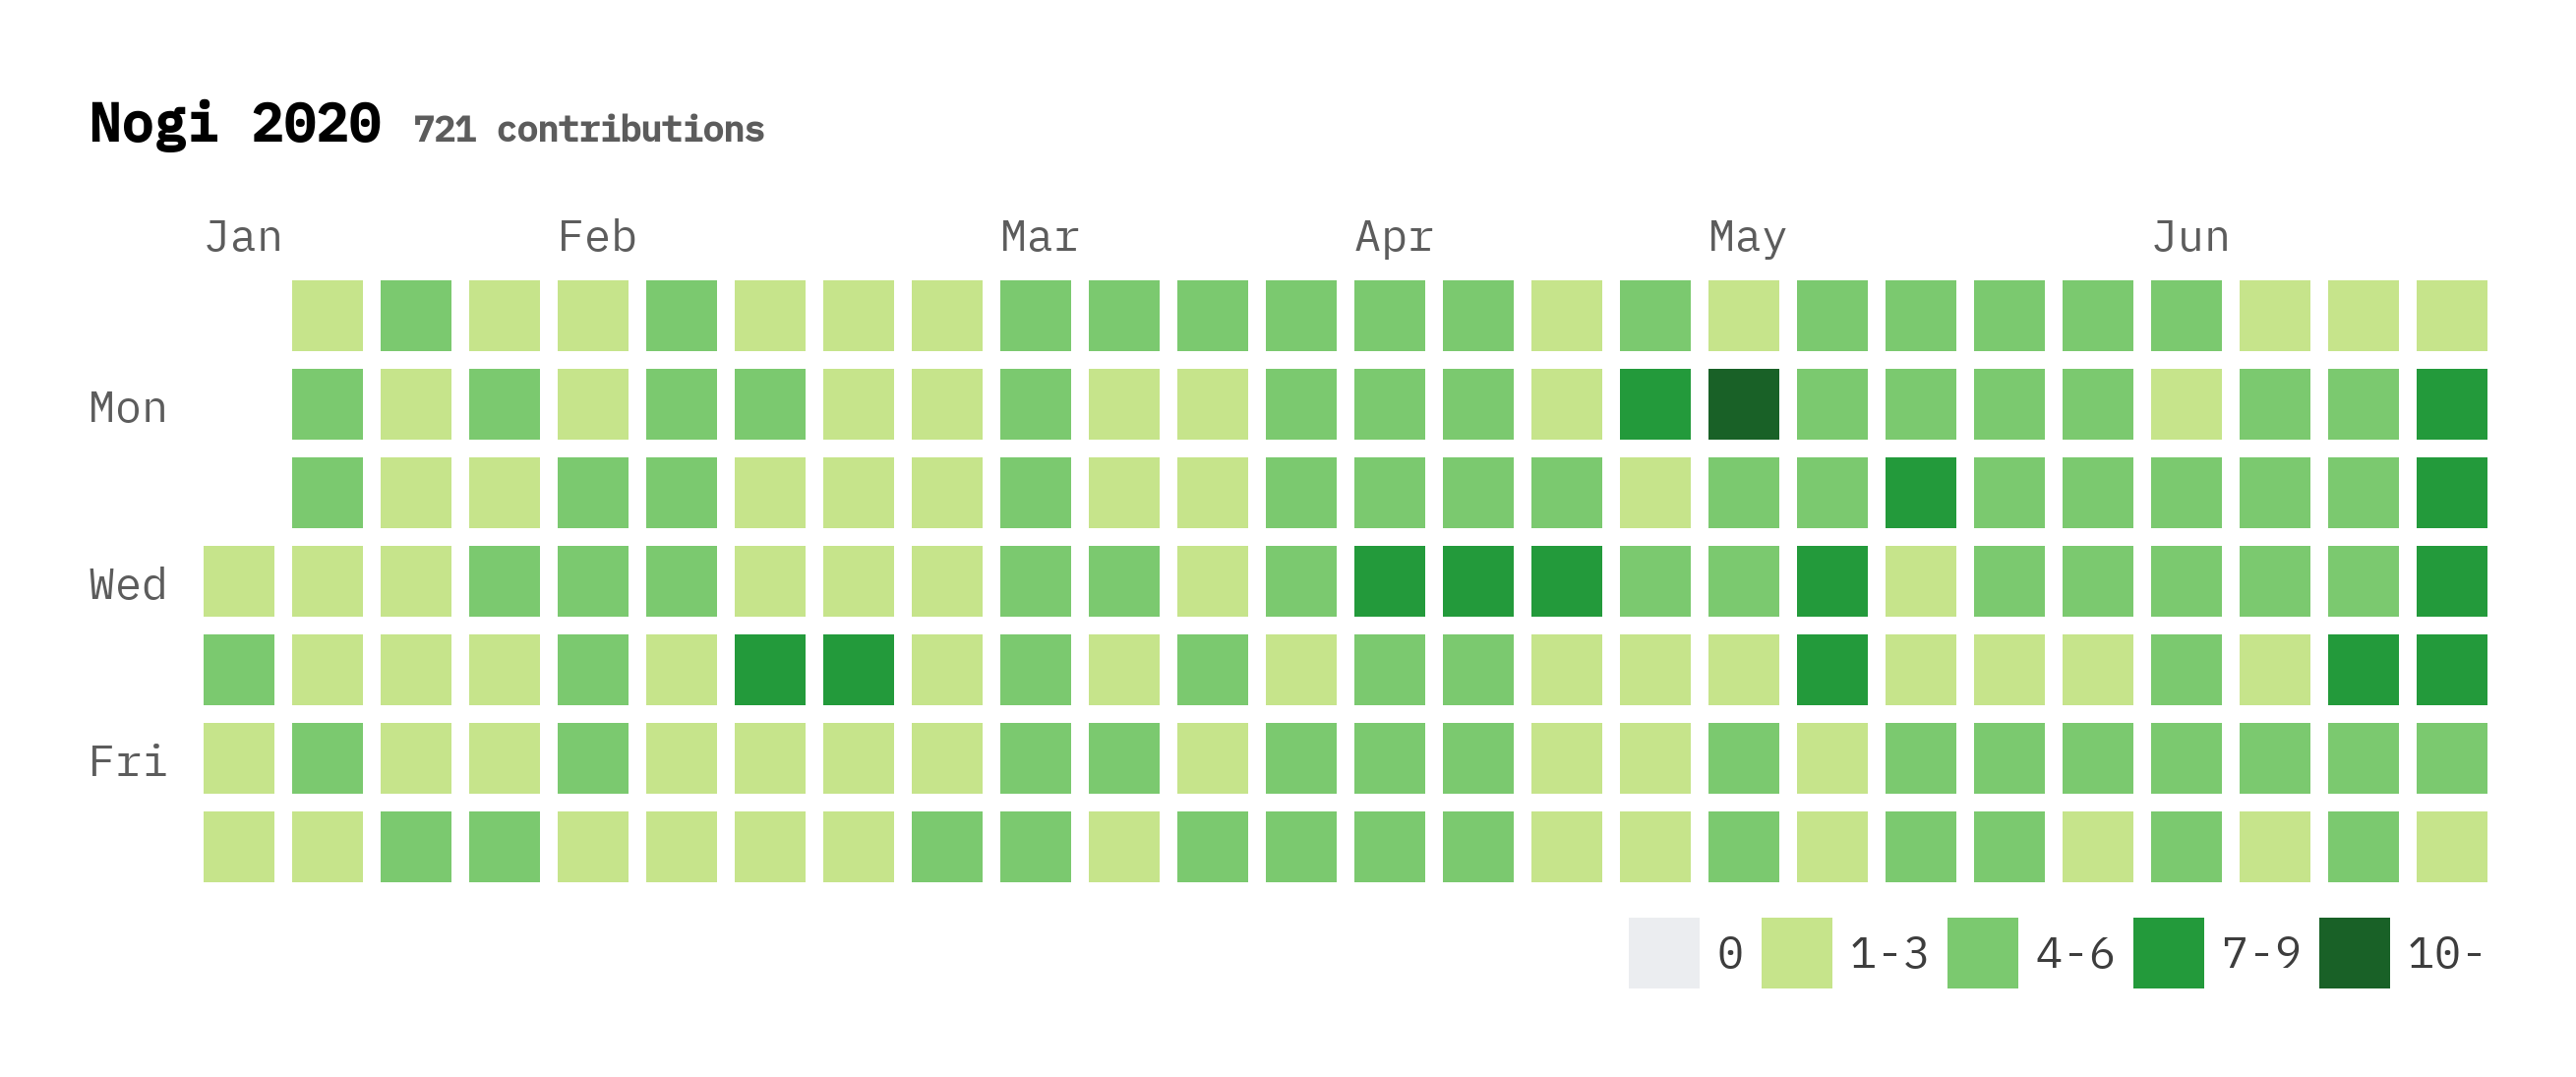 Nogi 2020 721 contributions
Jan Feb Mar Apr May Jun
Mon
Wed
Fri
0 1-3 4-6 7-9 10-